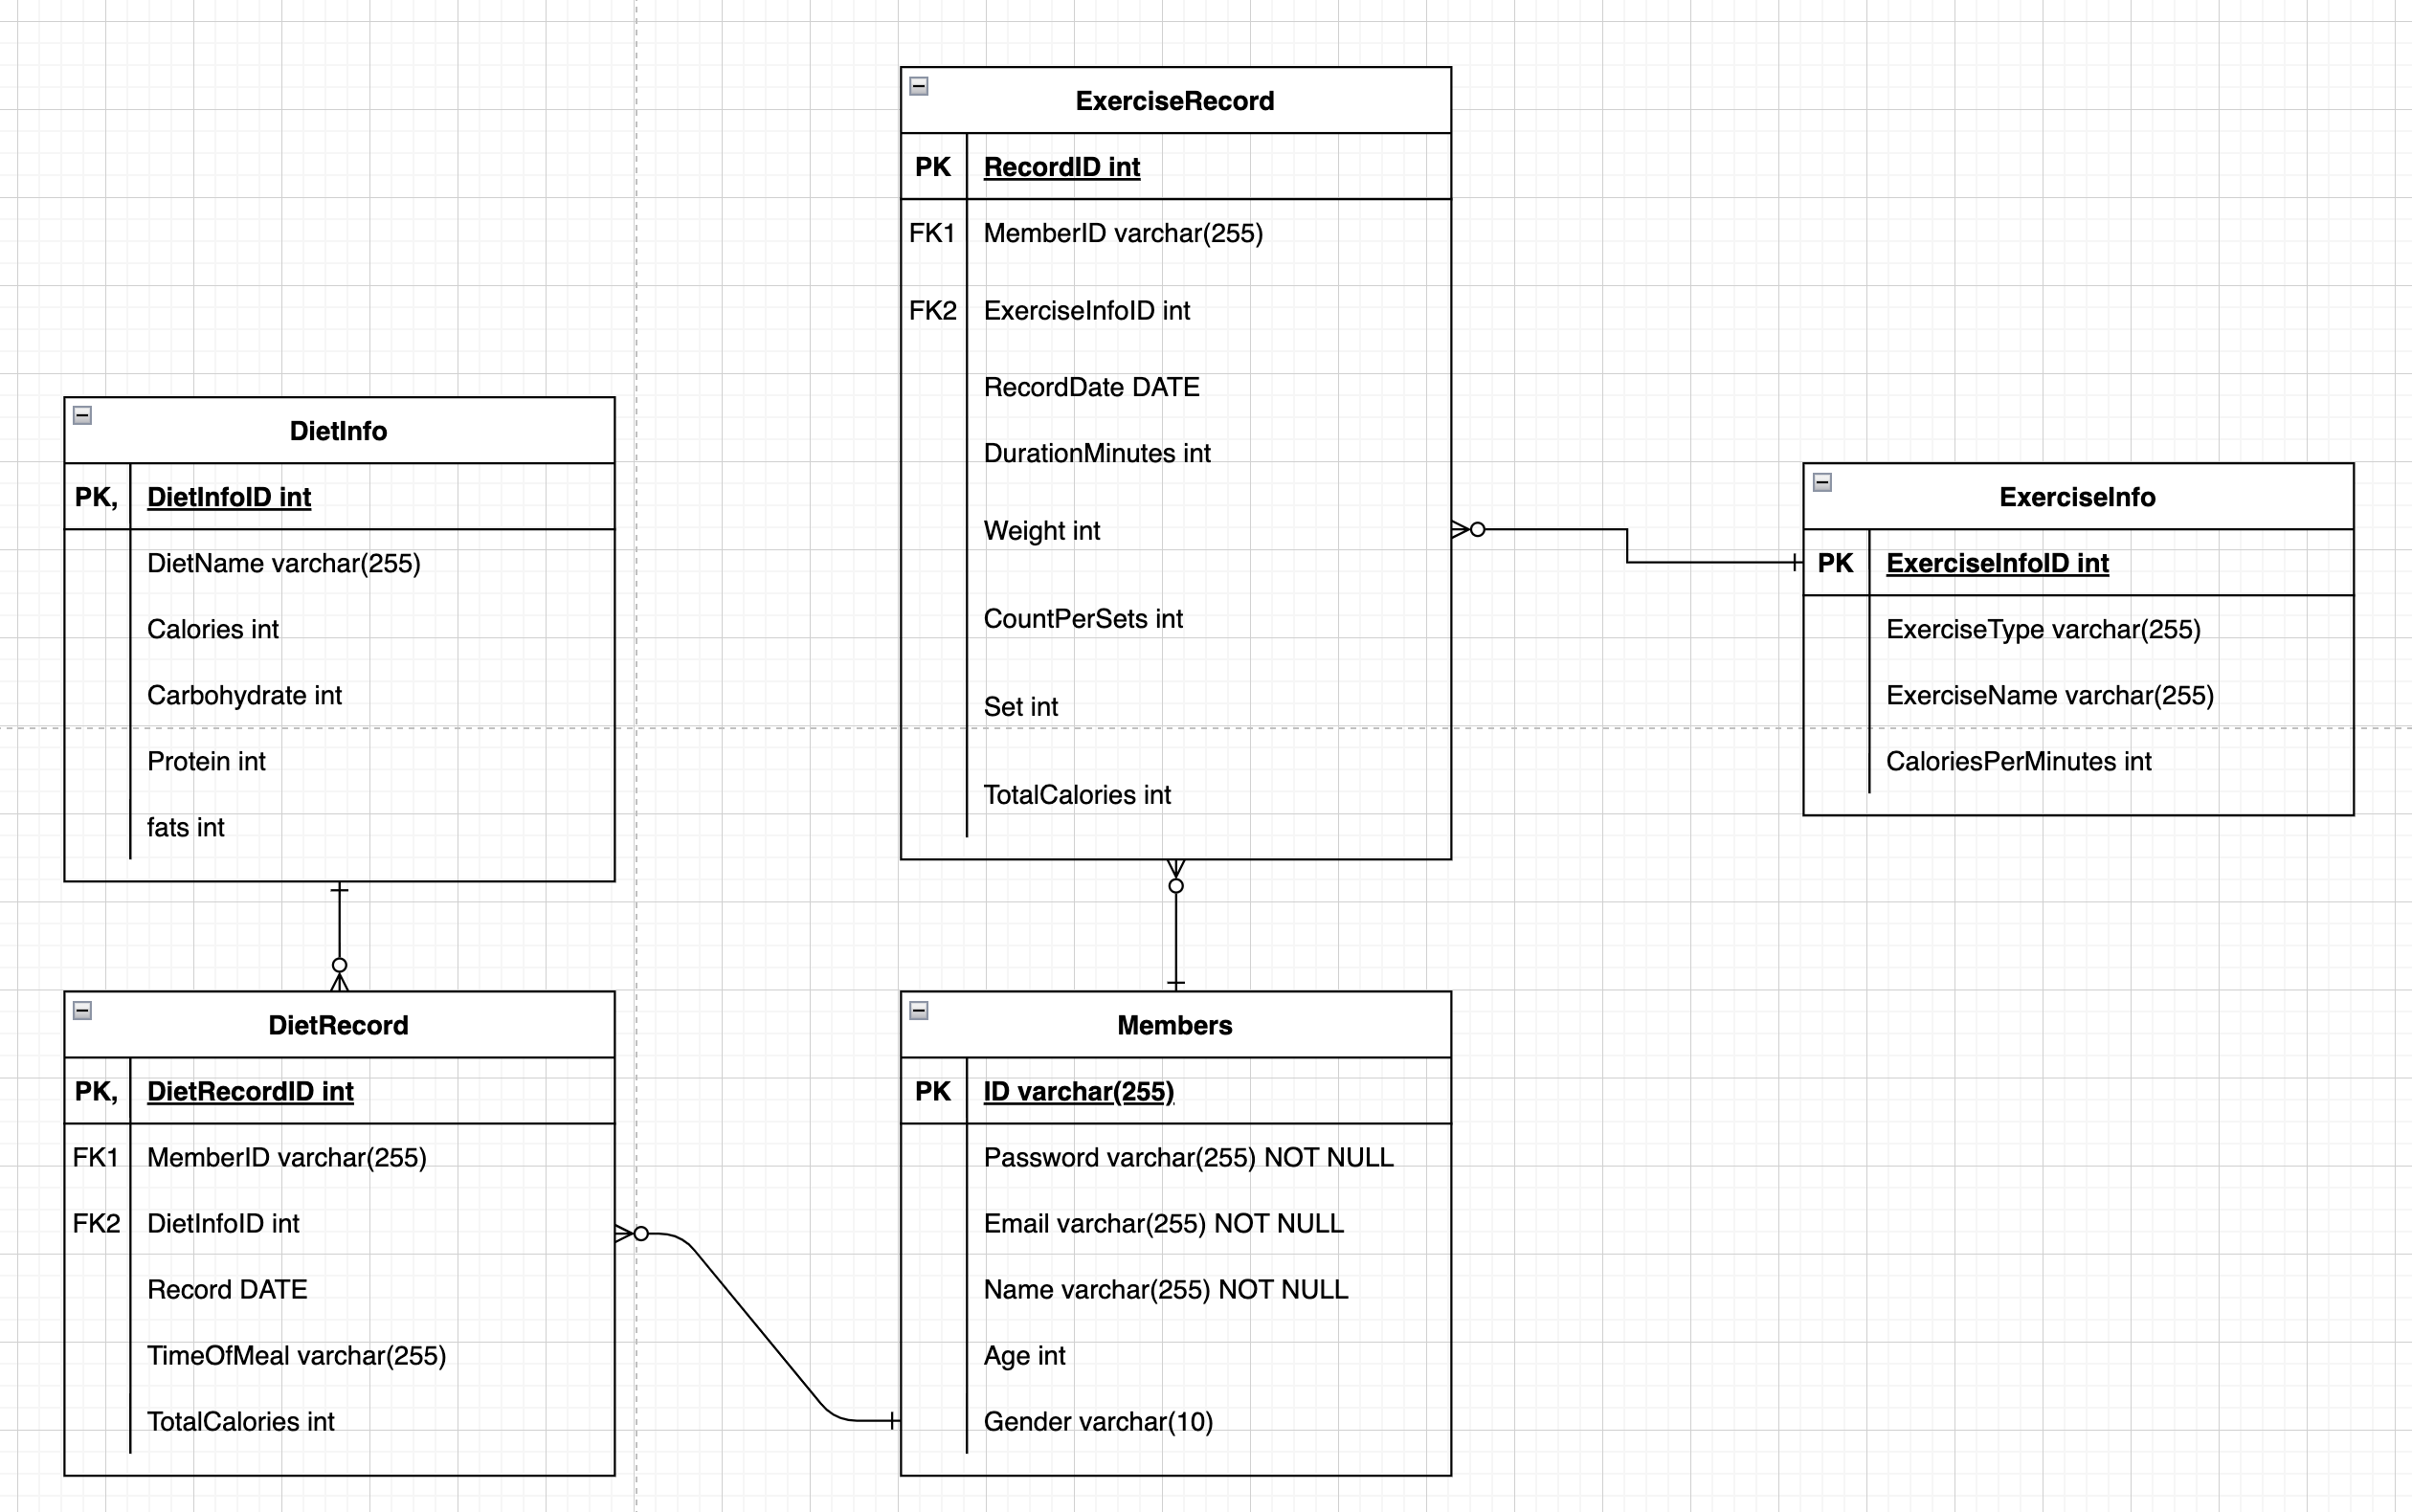 ExerciseRecord
PK RecordID int
FK1 MemberID varchar(255)
FK2 ExerciseInfoID int
RecordDate DATE
DurationMinutes int
Weight int
CountPerSets int
Set int
TotalCalories int
DietInfo
PK, DietInfoID int
DietName varchar(255)
Calories int
Carbohydrate int
Protein int
fats int
ExerciseInfo
PK ExerciseInfoID int
ExerciseType varchar(255)
ExerciseName varchar(255)
CaloriesPerMinutes int
DietRecord
PK, DietRecordID int
FK1 MemberID varchar(255)
FK2 DietInfoID int
Record DATE
TimeOfMeal varchar(255)
TotalCalories int
Members
PK ID varchar(255)
Password varchar(255) NOT NULL
Email varchar(255) NOT NULL
Name varchar(255) NOT NULL
Age int
Gender varchar(10)